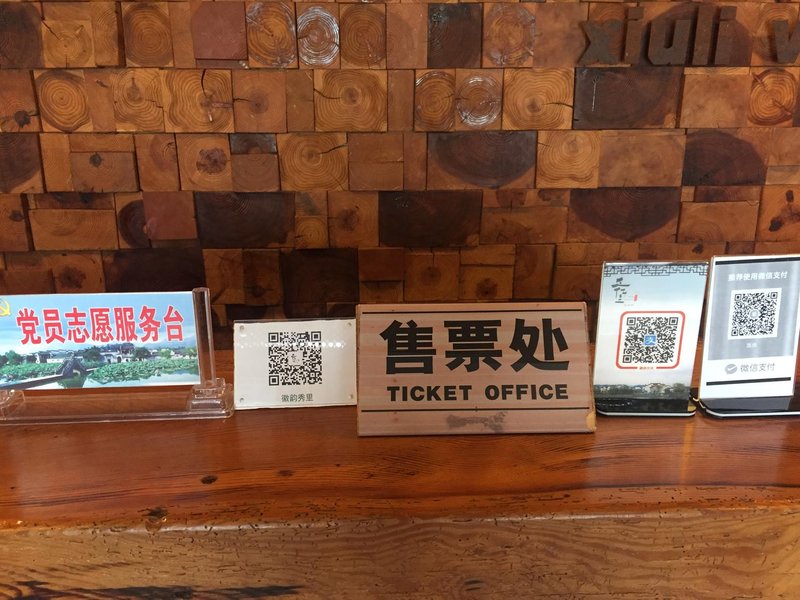 xiuli
党员志愿服务台
徽韵秀里
售票处
TICKET OFFICE
推荐使用微信支付
微信支付